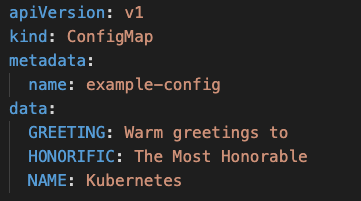 apiVersion: v1
kind: ConfigMap
metadata:
  name: example-config
data:
  GREETING: Warm greetings to
  HONORIFIC: The Most Honorable
  NAME: Kubernetes